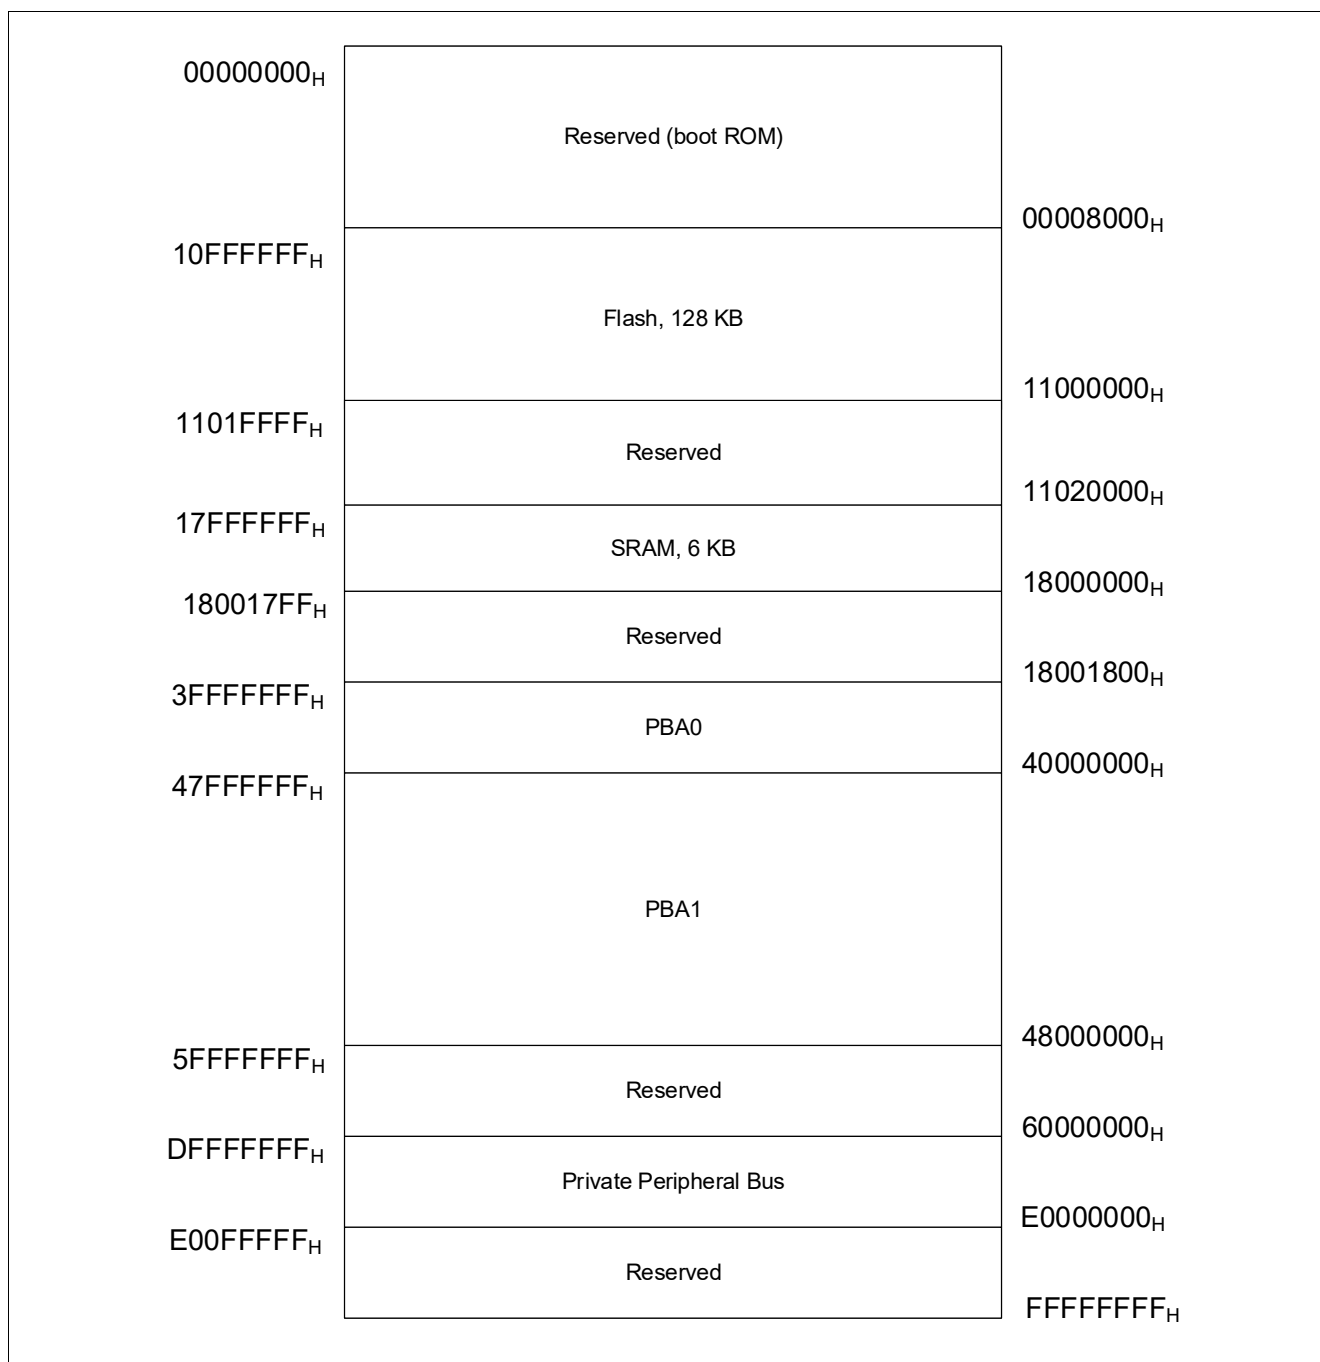 00000000H
Reserved (boot ROM)
00008000H
10FFFFFFH
Flash, 128 KB
11000000H
1101FFFFH
Reserved
11020000H
17FFFFFFH
SRAM, 6 KB
18000000H
180017FFH
Reserved
18001800H
3FFFFFFFH
PBA0
40000000H
47FFFFFFH
PBA1
48000000H
5FFFFFFFH
Reserved
60000000H
DFFFFFFFH
Private Peripheral Bus
E0000000H
E00FFFFFH
Reserved
FFFFFFFFH